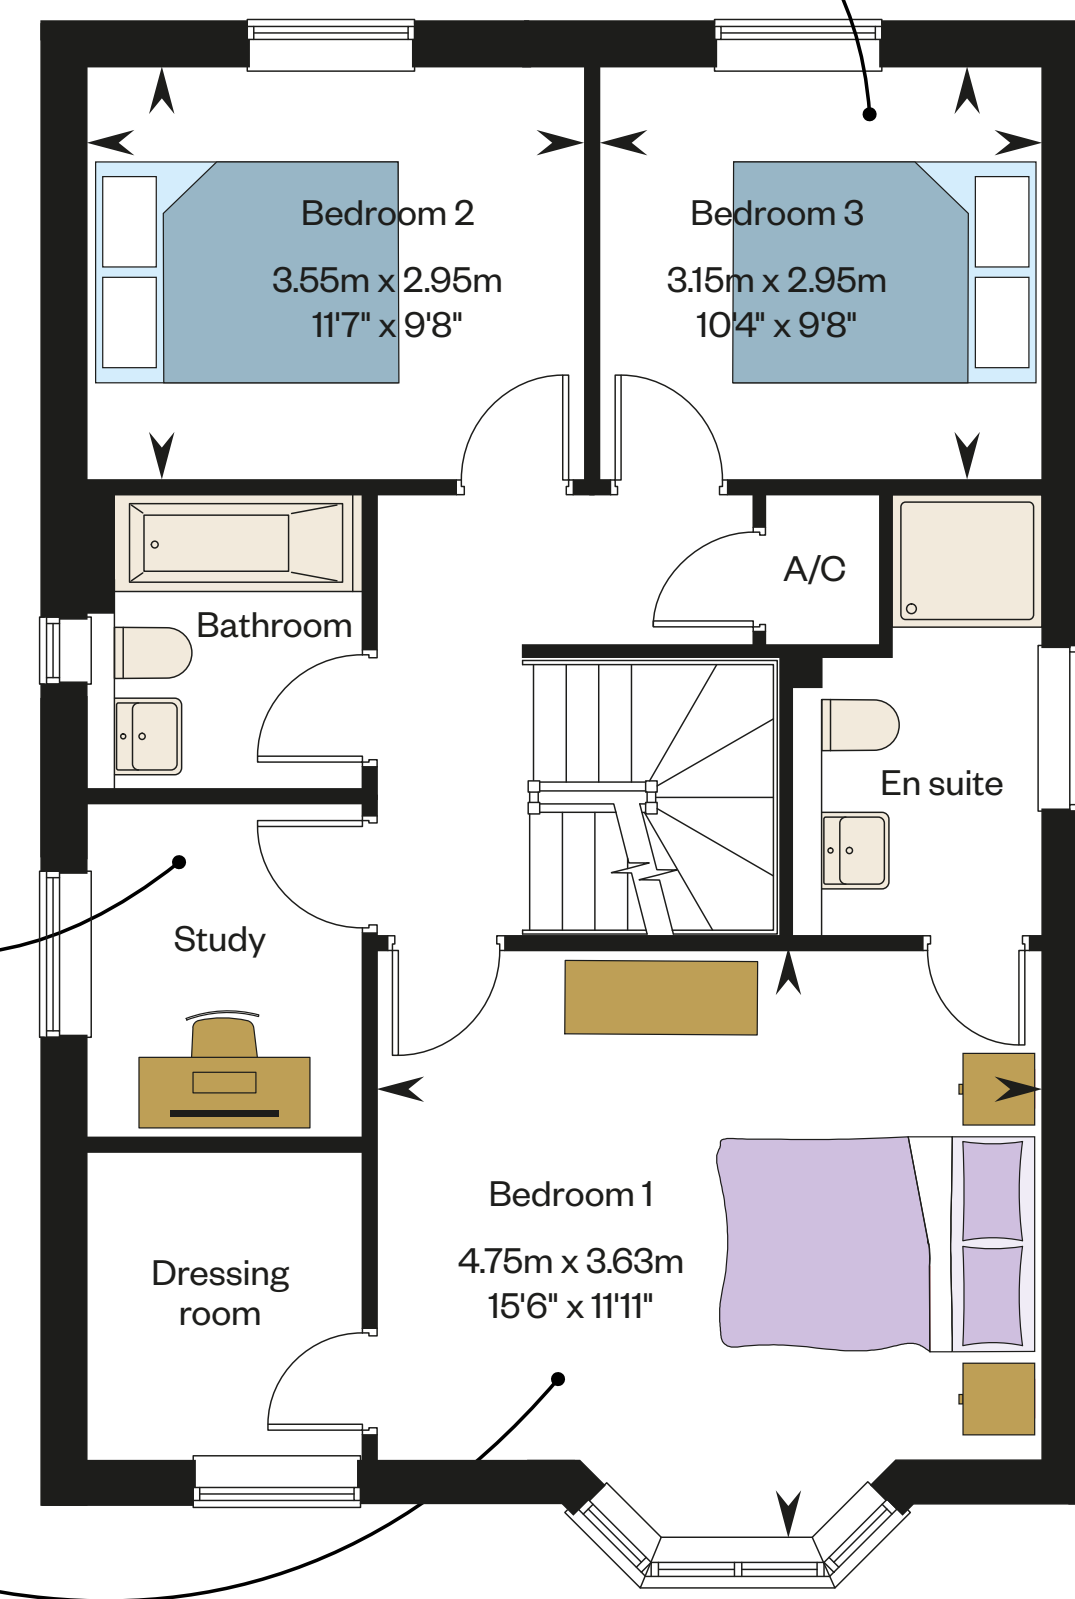 Bedroom 2
3.55m x 2.95m
11'7" x 9'8"
Bedroom 3
3.15m x 2.95m
10'4" x 9'8"
A/C
Bathroom
En suite
Study
Bedroom 1
4.75m x 3.63m
15'6" x 11'11"
Dressing
room